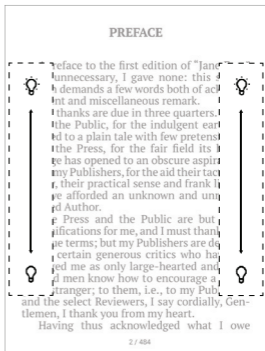 PREFACE
reface to the first edition of "Jan
unnecessary, I gave none: this
demands a few words both of ac
nt and miscellaneous remark.
thanks are due in three quarters.
the Public, for the indulgent ear
d to a plain tale with few pretens
the Press, for the fair field its
e has opened to an obscure aspir
my Publishers, for the aid their tac
, their practical sense and frank li
e afforded an unknown and un
d Author.
Press and the Public are but
ifications for me, and I must than
ue terms; but my Publishers are de
certain generous critics who ha
ed me as only large-hearted and
d men know how to encourage a
tranger; to them, i.e., to my Pub
and the select Reviewers, I say cordially, Gen-
tlemen, I thank you from my heart.
Having thus acknowledged what I owe
2 / 484